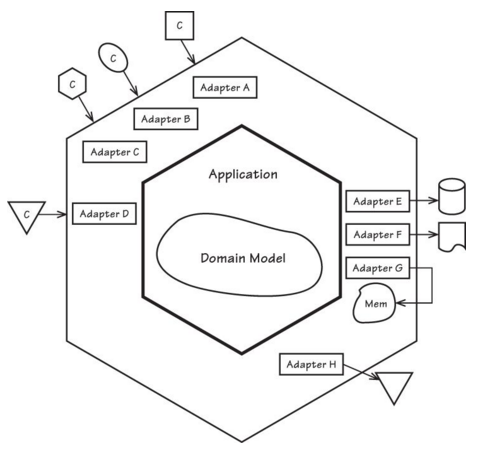 C
C
C
Adapter A
Adapter B
Adapter C
Application
C
Adapter D
Adapter E
Adapter F
Domain Model
Adapter G
Mem
Adapter H